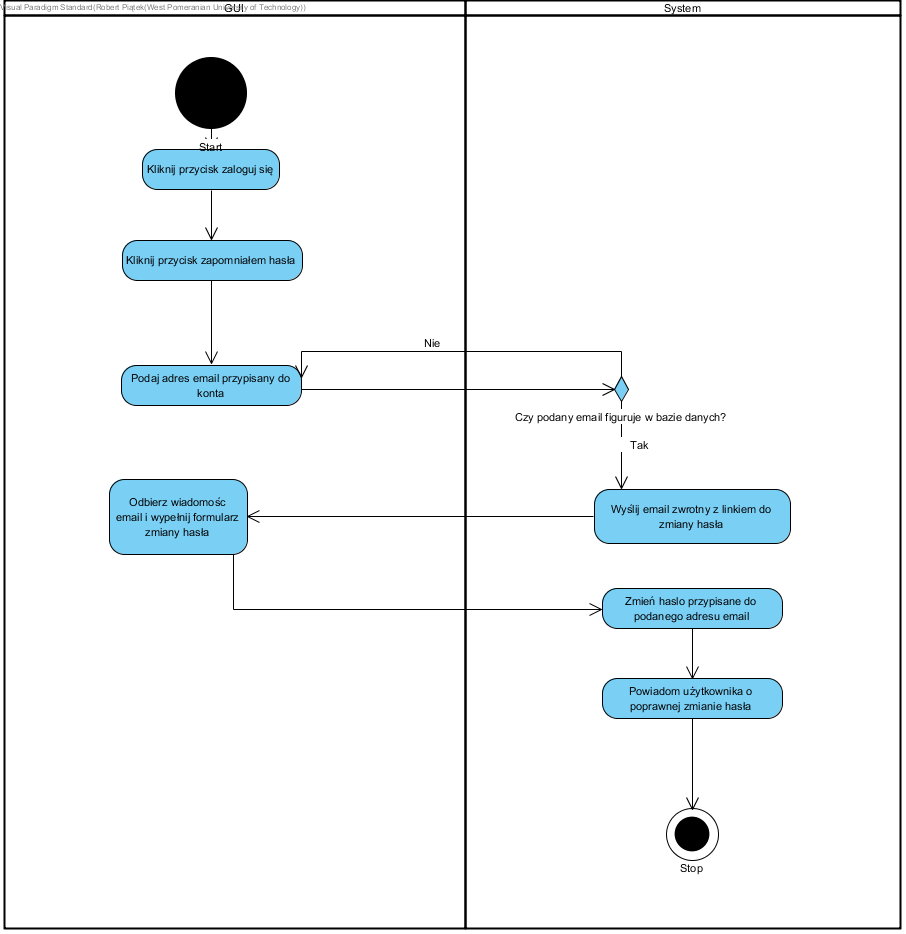 Visual Paradigm Standard(Robert Piątek(West Pomeranian University of Technology))
GUI
System
Start
Kliknij przycisk zaloguj się
Kliknij przycisk zapomniałem hasła
Nie
Podaj adres email przypisany do
konta
Czy podany email figuruje w bazie danych?
Tak
Odbierz wiadomośc
email i wypełnij formularz
zmiany hasła
Wyślij email zwrotny z linkiem do
zmiany hasła
Zmień haslo przypisane do
podanego adresu email
Powiadom użytkownika o
poprawnej zmianie hasła
Stop